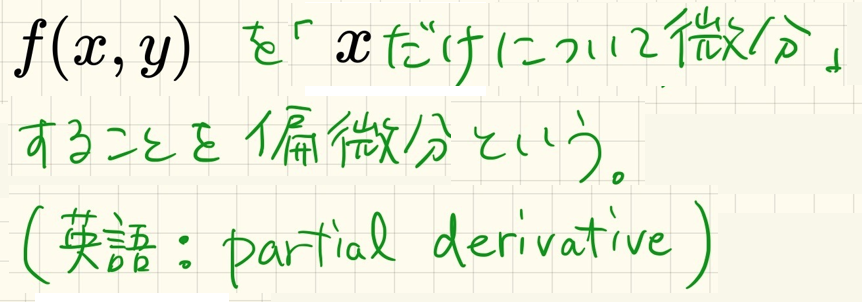 f(x, y) を「xだけについて微分」
することを偏微分という。
(英語：partial derivative)